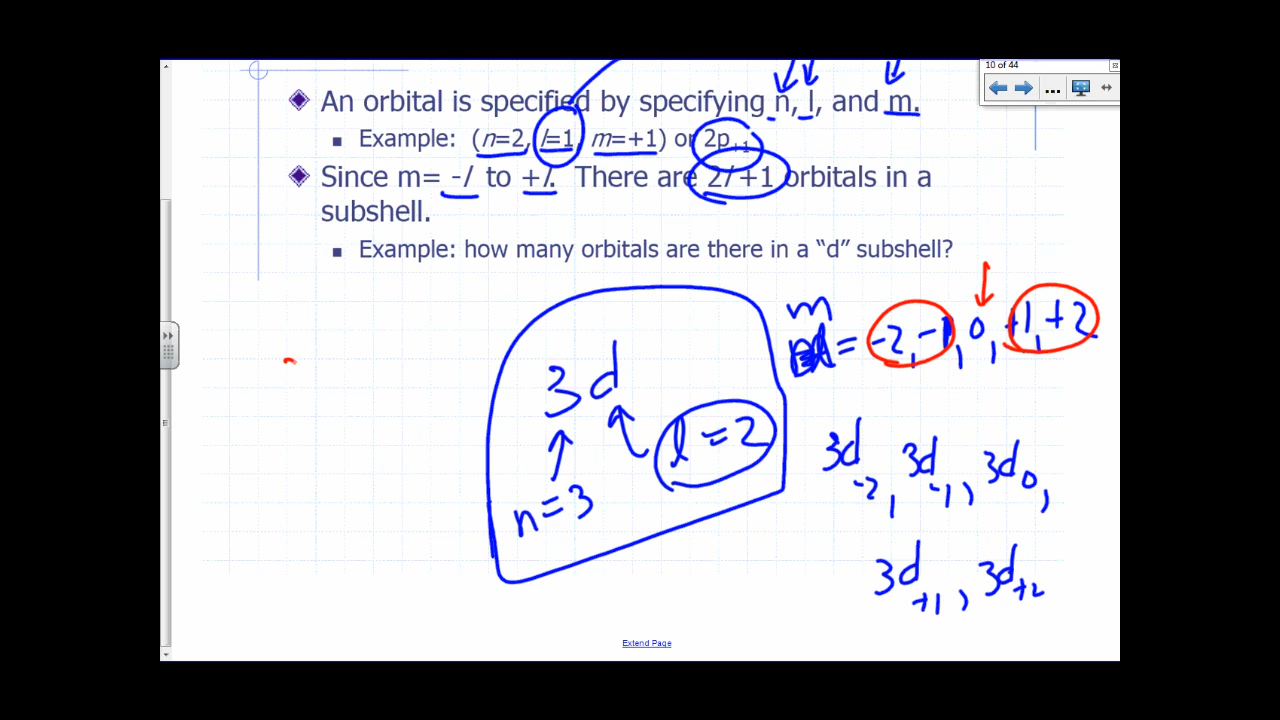 10 of 44
An orbital is specified by specifying n, l, and m.
Example: (n=2, l=1, m=+1) or 2p+1
Since m= -l to +l. There are 2l+1 orbitals in a
subshell.
Example: how many orbitals are there in a “d” subshell?
m
= -2, -1, 0, +1, +2
3d
l=2
n=3
3d-2, 3d-1, 3d0,
3d+1, 3d+2
Extend Page